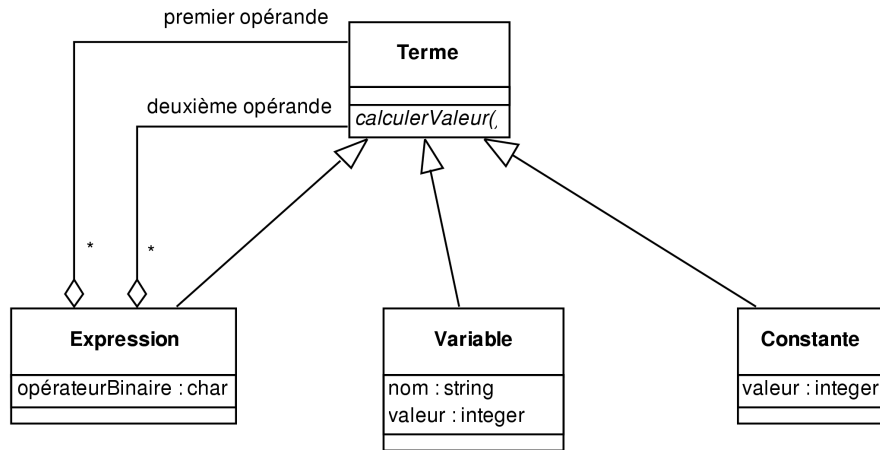 premier opérande
Terme
deuxième opérande
calculerValeur(
*
*
Expression
Variable
Constante
opérateurBinaire : char
nom : string
valeur : integer
valeur : integer